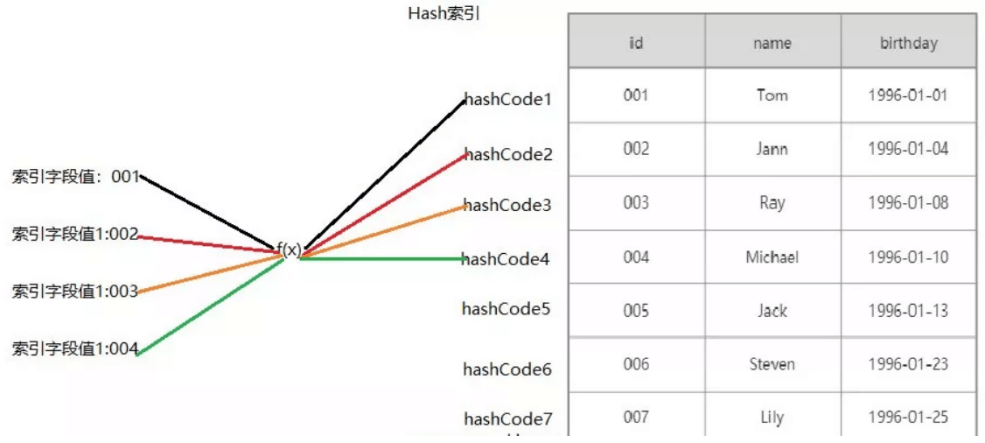 Hash索引
id name birthday
hashCode1 001 Tom 1996-01-01
hashCode2 002 Jann 1996-01-04
索引字段值：001
hashCode3 003 Ray 1996-01-08
索引字段值1:002
f(x)
hashCode4 004 Michael 1996-01-10
索引字段值1:003
hashCode5 005 Jack 1996-01-13
索引字段值1:004
hashCode6 006 Steven 1996-01-23
hashCode7 007 Lily 1996-01-25